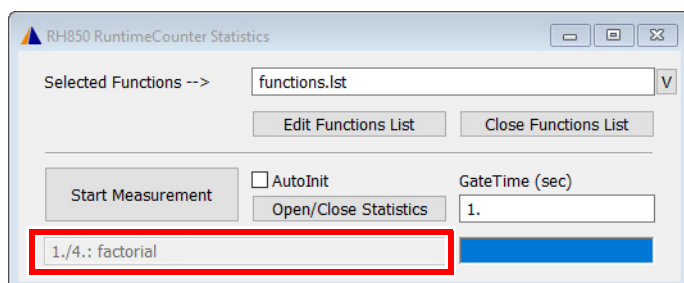 RH850 RuntimeCounter Statistics
Selected Functions -->
functions.lst
V
Edit Functions List
Close Functions List
Start Measurement
AutoInit
GateTime (sec)
Open/Close Statistics
1.
1./4.: factorial